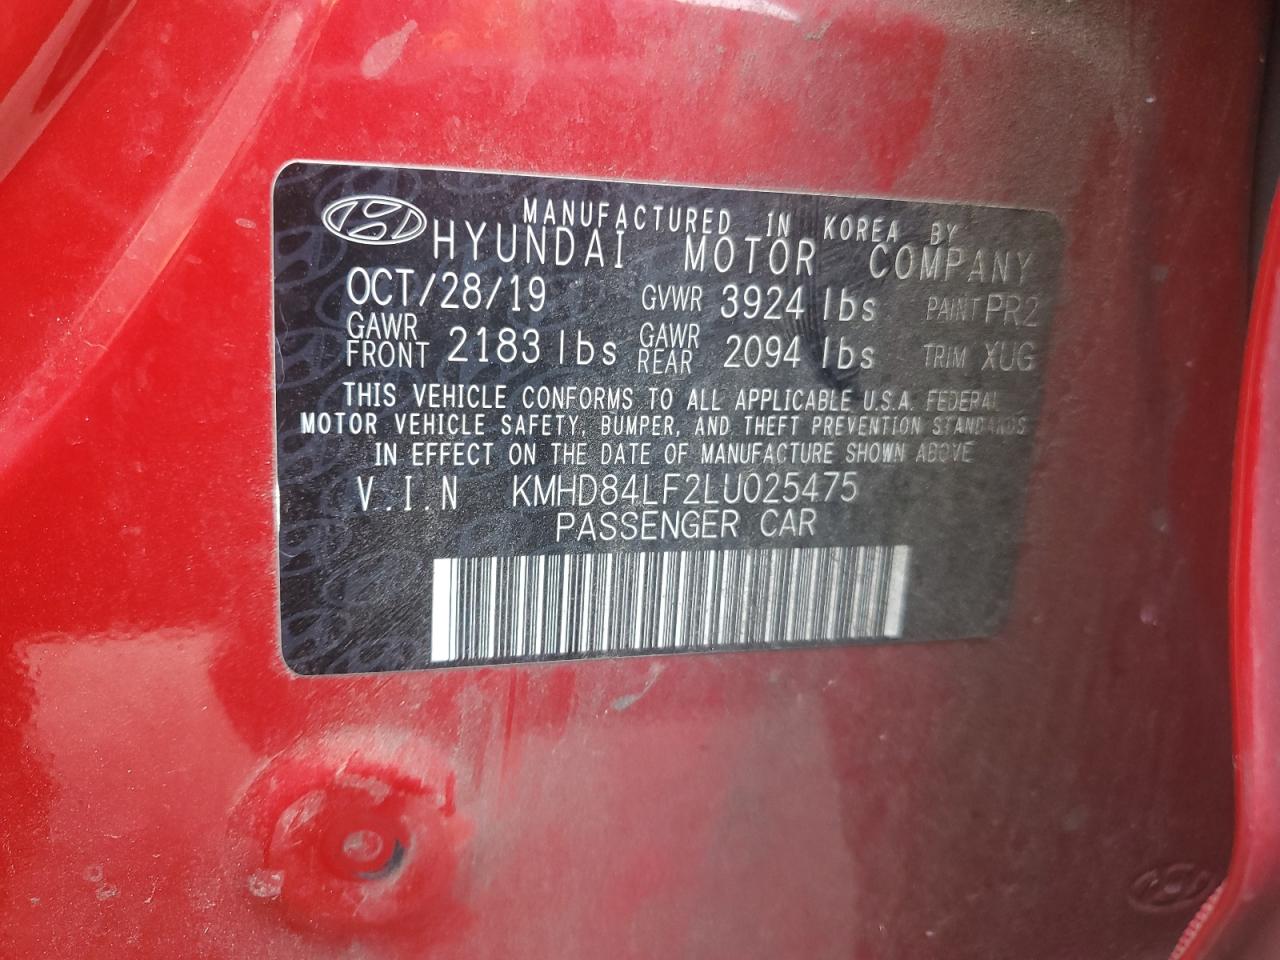 MANUFACTURED IN KOREA BY
HYUNDAI MOTOR COMPANY
OCT/28/19 GVWR 3924 lbs PAINT PR2
GAWR FRONT 2183 lbs GAWR REAR 2094 lbs TRIM XUG
THIS VEHICLE CONFORMS TO ALL APPLICABLE U.S.A. FEDERAL
MOTOR VEHICLE SAFETY, BUMPER, AND THEFT PREVENTION STANDARDS
IN EFFECT ON THE DATE OF MANUFACTURE SHOWN ABOVE
V.I.N KMHD84LF2LU025475
PASSENGER CAR